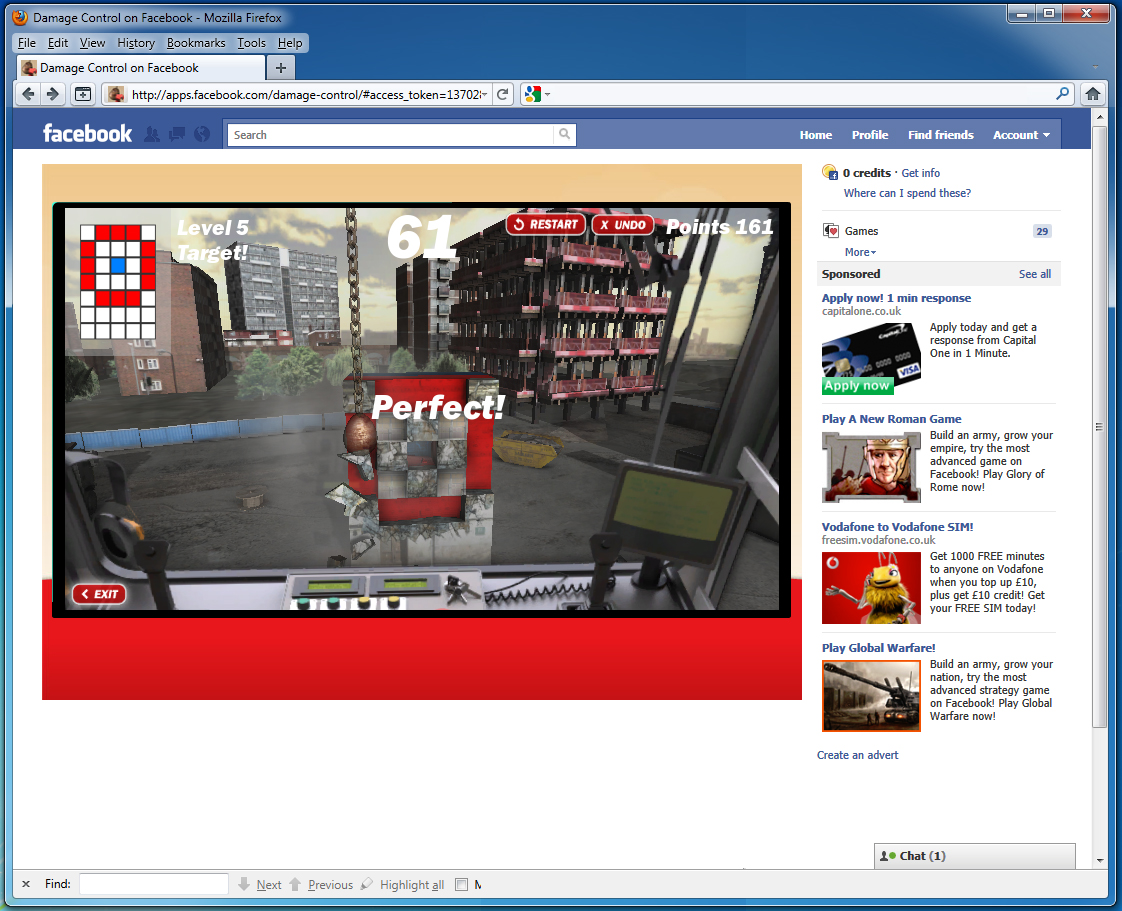 Damage Control on Facebook - Mozilla Firefox
File Edit View History Bookmarks Tools Help
Damage Control on Facebook
http://apps.facebook.com/damage-control/#access_token=13702
facebook
Search
Home Profile Find friends Account
Level 5
Target!
61
RESTART
X UNDO
Points 161
Perfect!
EXIT
0 credits · Get info
Where can I spend these?
Games 29
More
Sponsored See all
Apply now! 1 min response
capitalone.co.uk
Capital One
VISA
Apply now
Apply today and get a
response from Capital
One in 1 Minute.
Play A New Roman Game
Build an army, grow your
empire, try the most
advanced game on
Facebook! Play Glory of
Rome now!
Vodafone to Vodafone SIM!
freesim.vodafone.co.uk
Get 1000 FREE minutes
to anyone on Vodafone
when you top up £10,
plus get £10 credit! Get
your FREE SIM today!
Play Global Warfare!
Build an army, grow your
nation, try the most
advanced strategy game
on Facebook! Play Global
Warfare now!
Create an advert
Chat (1)
x Find: Next Previous Highlight all